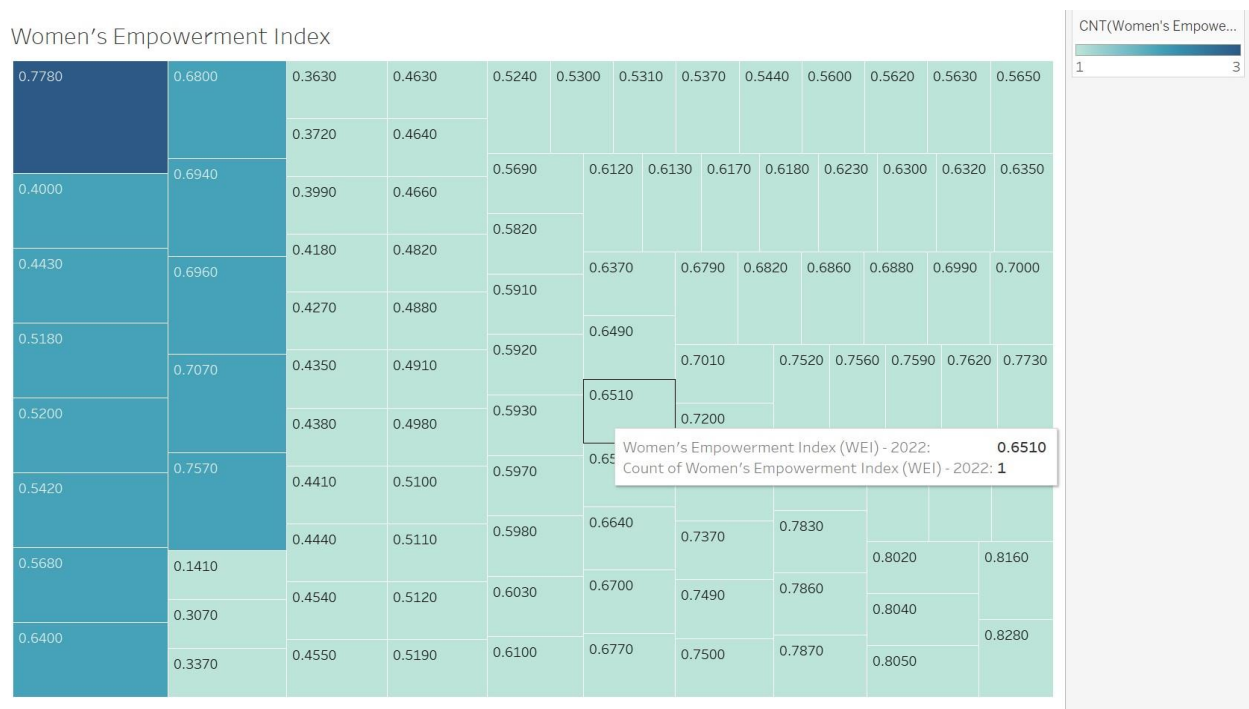 Women's Empowerment Index
CNT(Women's Empowe...
1 3
0.7780 0.6800 0.3630 0.4630 0.5240 0.5300 0.5310 0.5370 0.5440 0.5600 0.5620 0.5630 0.5650
0.3720 0.4640
0.5690 0.6120 0.6130 0.6170 0.6180 0.6230 0.6300 0.6320 0.6350
0.4000 0.6940 0.3990 0.4660
0.5820
0.4180 0.4820
0.4430 0.6960 0.6370 0.6790 0.6820 0.6860 0.6880 0.6990 0.7000
0.5910
0.4270 0.4880
0.5180 0.6490
0.5920
0.7070 0.4350 0.4910 0.7010 0.7520 0.7560 0.7590 0.7620 0.7730
0.6510
0.5200 0.4380 0.4980 0.5930 0.7200
Women's Empowerment Index (WEI) - 2022: 0.6510
Count of Women's Empowerment Index (WEI) - 2022: 1
0.7570 0.4410 0.5100 0.5970
0.5420
0.4440 0.5110 0.5980 0.6640 0.7370 0.7830
0.5680 0.1410 0.8020 0.8160
0.4540 0.5120 0.6030 0.6700 0.7490 0.7860
0.3070 0.8040
0.6400 0.8280
0.3370 0.4550 0.5190 0.6100 0.6770 0.7500 0.7870 0.8050